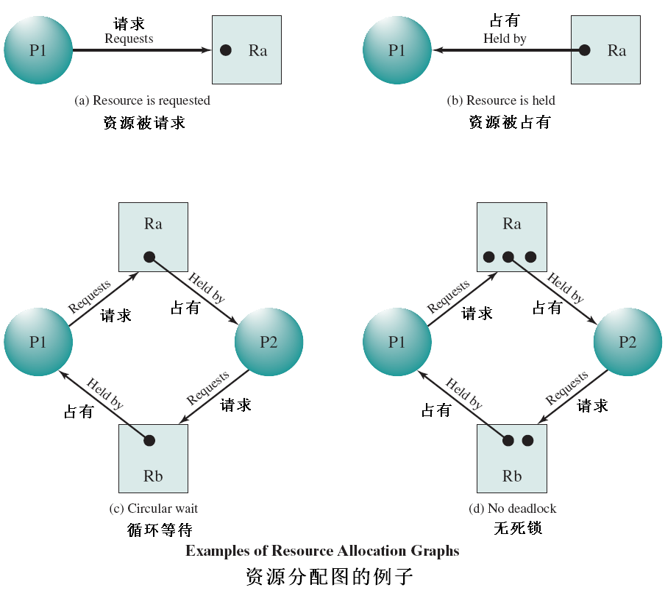 请求
Requests
P1
Ra
(a) Resource is requested
资源被请求
占有
Held by
P1
Ra
(b) Resource is held
资源被占有
Ra
Requests
请求
Held by
占有
P1
P2
Held by
占有
Requests
请求
Rb
(c) Circular wait
循环等待
Ra
Requests
请求
Held by
占有
P1
P2
Held by
占有
Requests
请求
Rb
(d) No deadlock
无死锁
Examples of Resource Allocation Graphs
资源分配图的例子